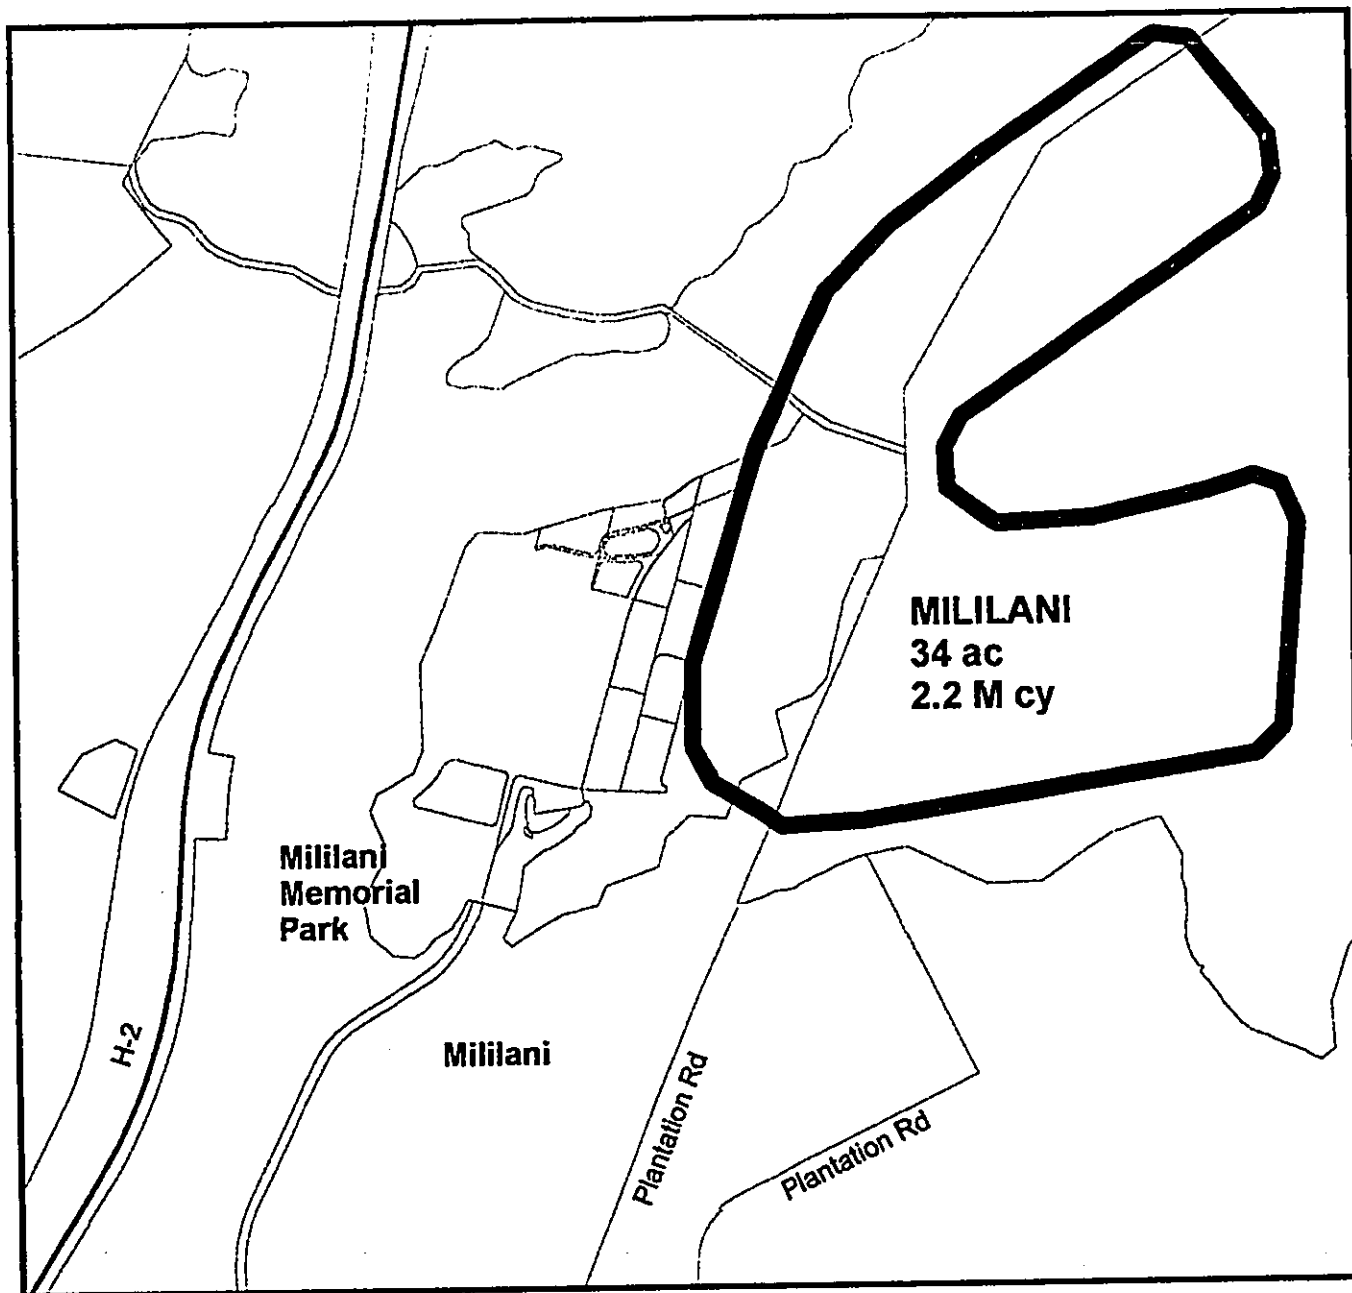 MILILANI
34 ac
2.2 M cy
Mililani
Memorial
Park
H-2
Mililani
Plantation Rd
Plantation Rd